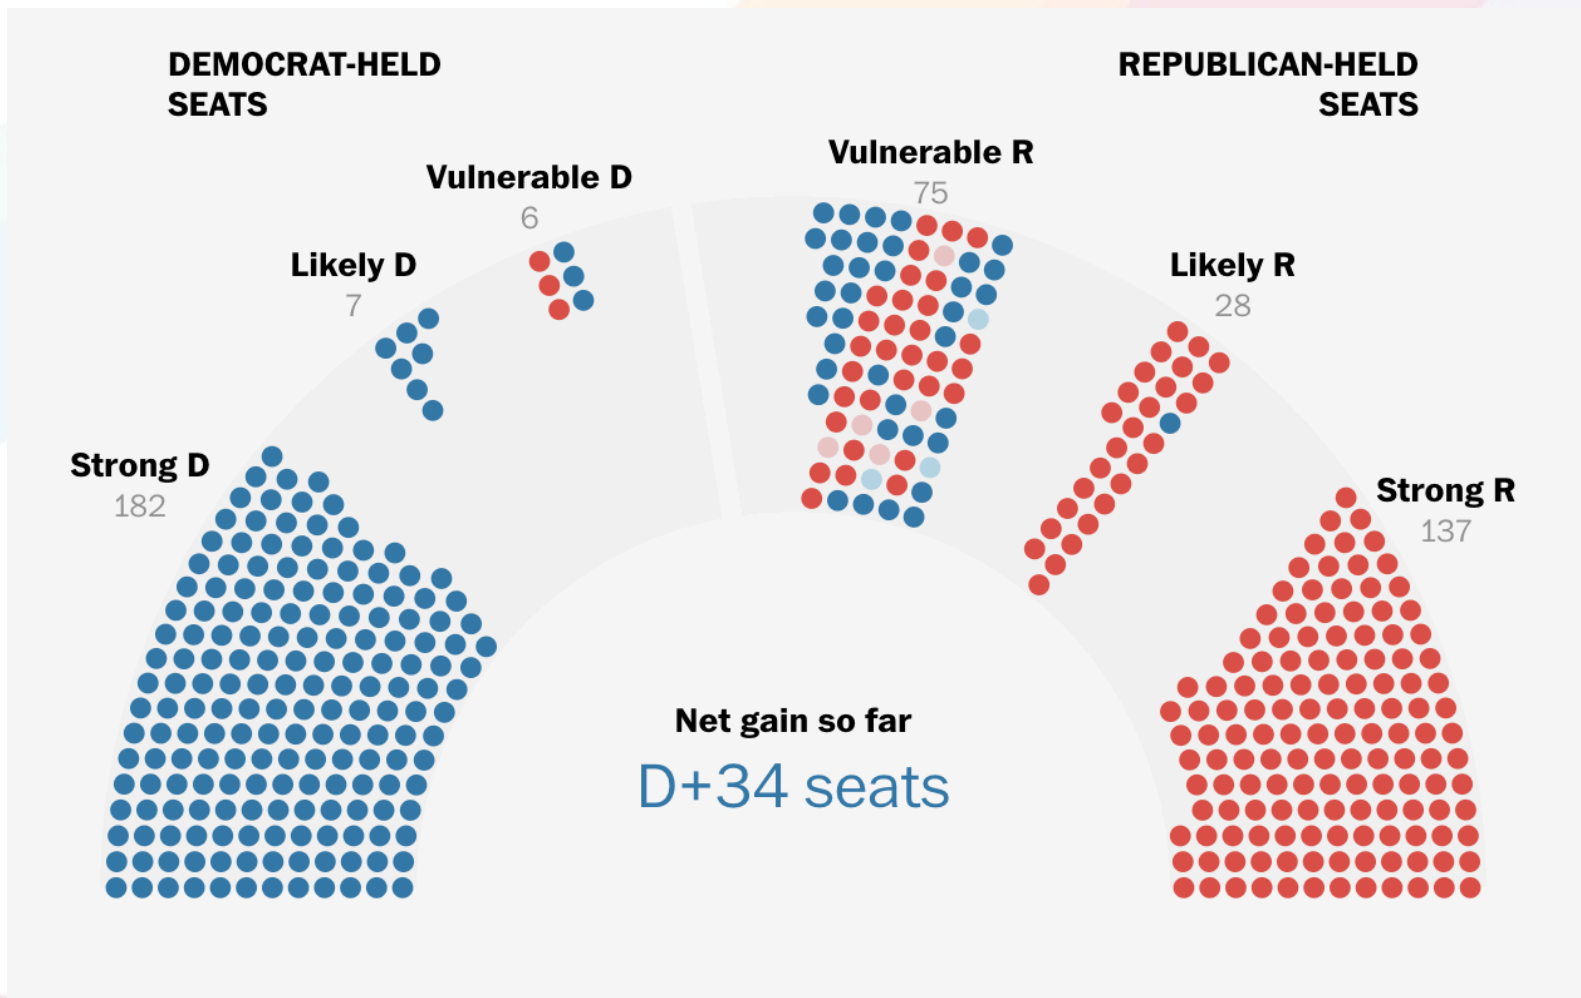 DEMOCRAT-HELD
SEATS
REPUBLICAN-HELD
SEATS
Vulnerable D
6
Vulnerable R
75
Likely D
7
Likely R
28
Strong D
182
Strong R
137
Net gain so far
D+34 seats